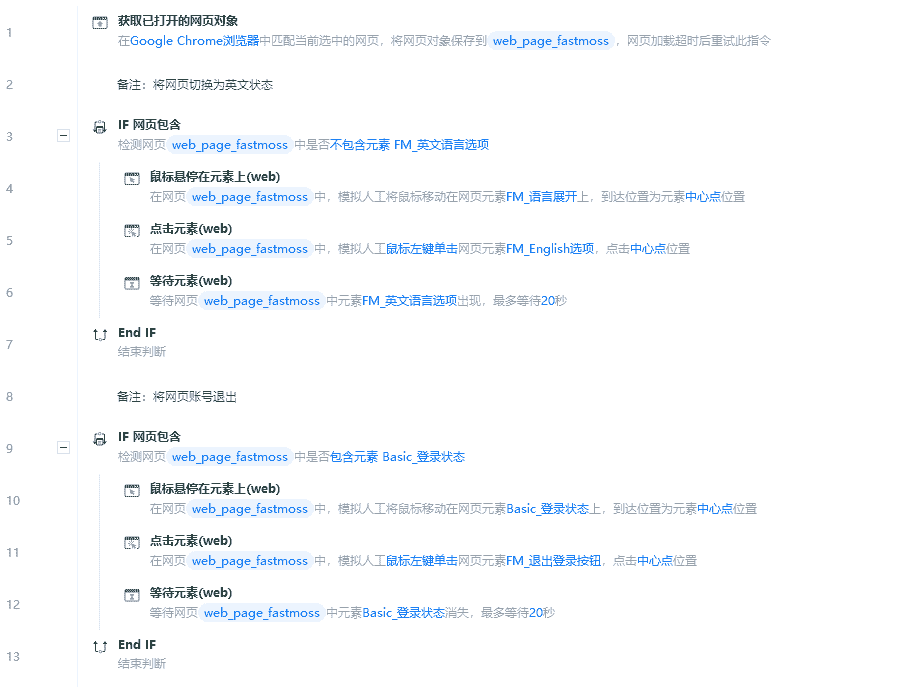 1
获取已打开的网页对象
在Google Chrome浏览器中匹配当前选中的网页，将网页对象保存到 web_page_fastmoss ，网页加载超时后重试此指令
2
备注：将网页切换为英文状态
3
IF 网页包含
检测网页 web_page_fastmoss 中是否不包含元素 FM_英文语言选项
4
鼠标悬停在元素上(web)
在网页 web_page_fastmoss 中，模拟人工将鼠标移动在网页元素FM_语言展开上，到达位置为元素中心点位置
5
点击元素(web)
在网页 web_page_fastmoss 中，模拟人工鼠标左键单击网页元素FM_English选项，点击中心点位置
6
等待元素(web)
等待网页 web_page_fastmoss 中元素FM_英文语言选项出现，最多等待20秒
7
End IF
结束判断
8
备注：将网页账号退出
9
IF 网页包含
检测网页 web_page_fastmoss 中是否包含元素 Basic_登录状态
10
鼠标悬停在元素上(web)
在网页 web_page_fastmoss 中，模拟人工将鼠标移动在网页元素Basic_登录状态上，到达位置为元素中心点位置
11
点击元素(web)
在网页 web_page_fastmoss 中，模拟人工鼠标左键单击网页元素FM_退出登录按钮，点击中心点位置
12
等待元素(web)
等待网页 web_page_fastmoss 中元素Basic_登录状态消失，最多等待20秒
13
End IF
结束判断